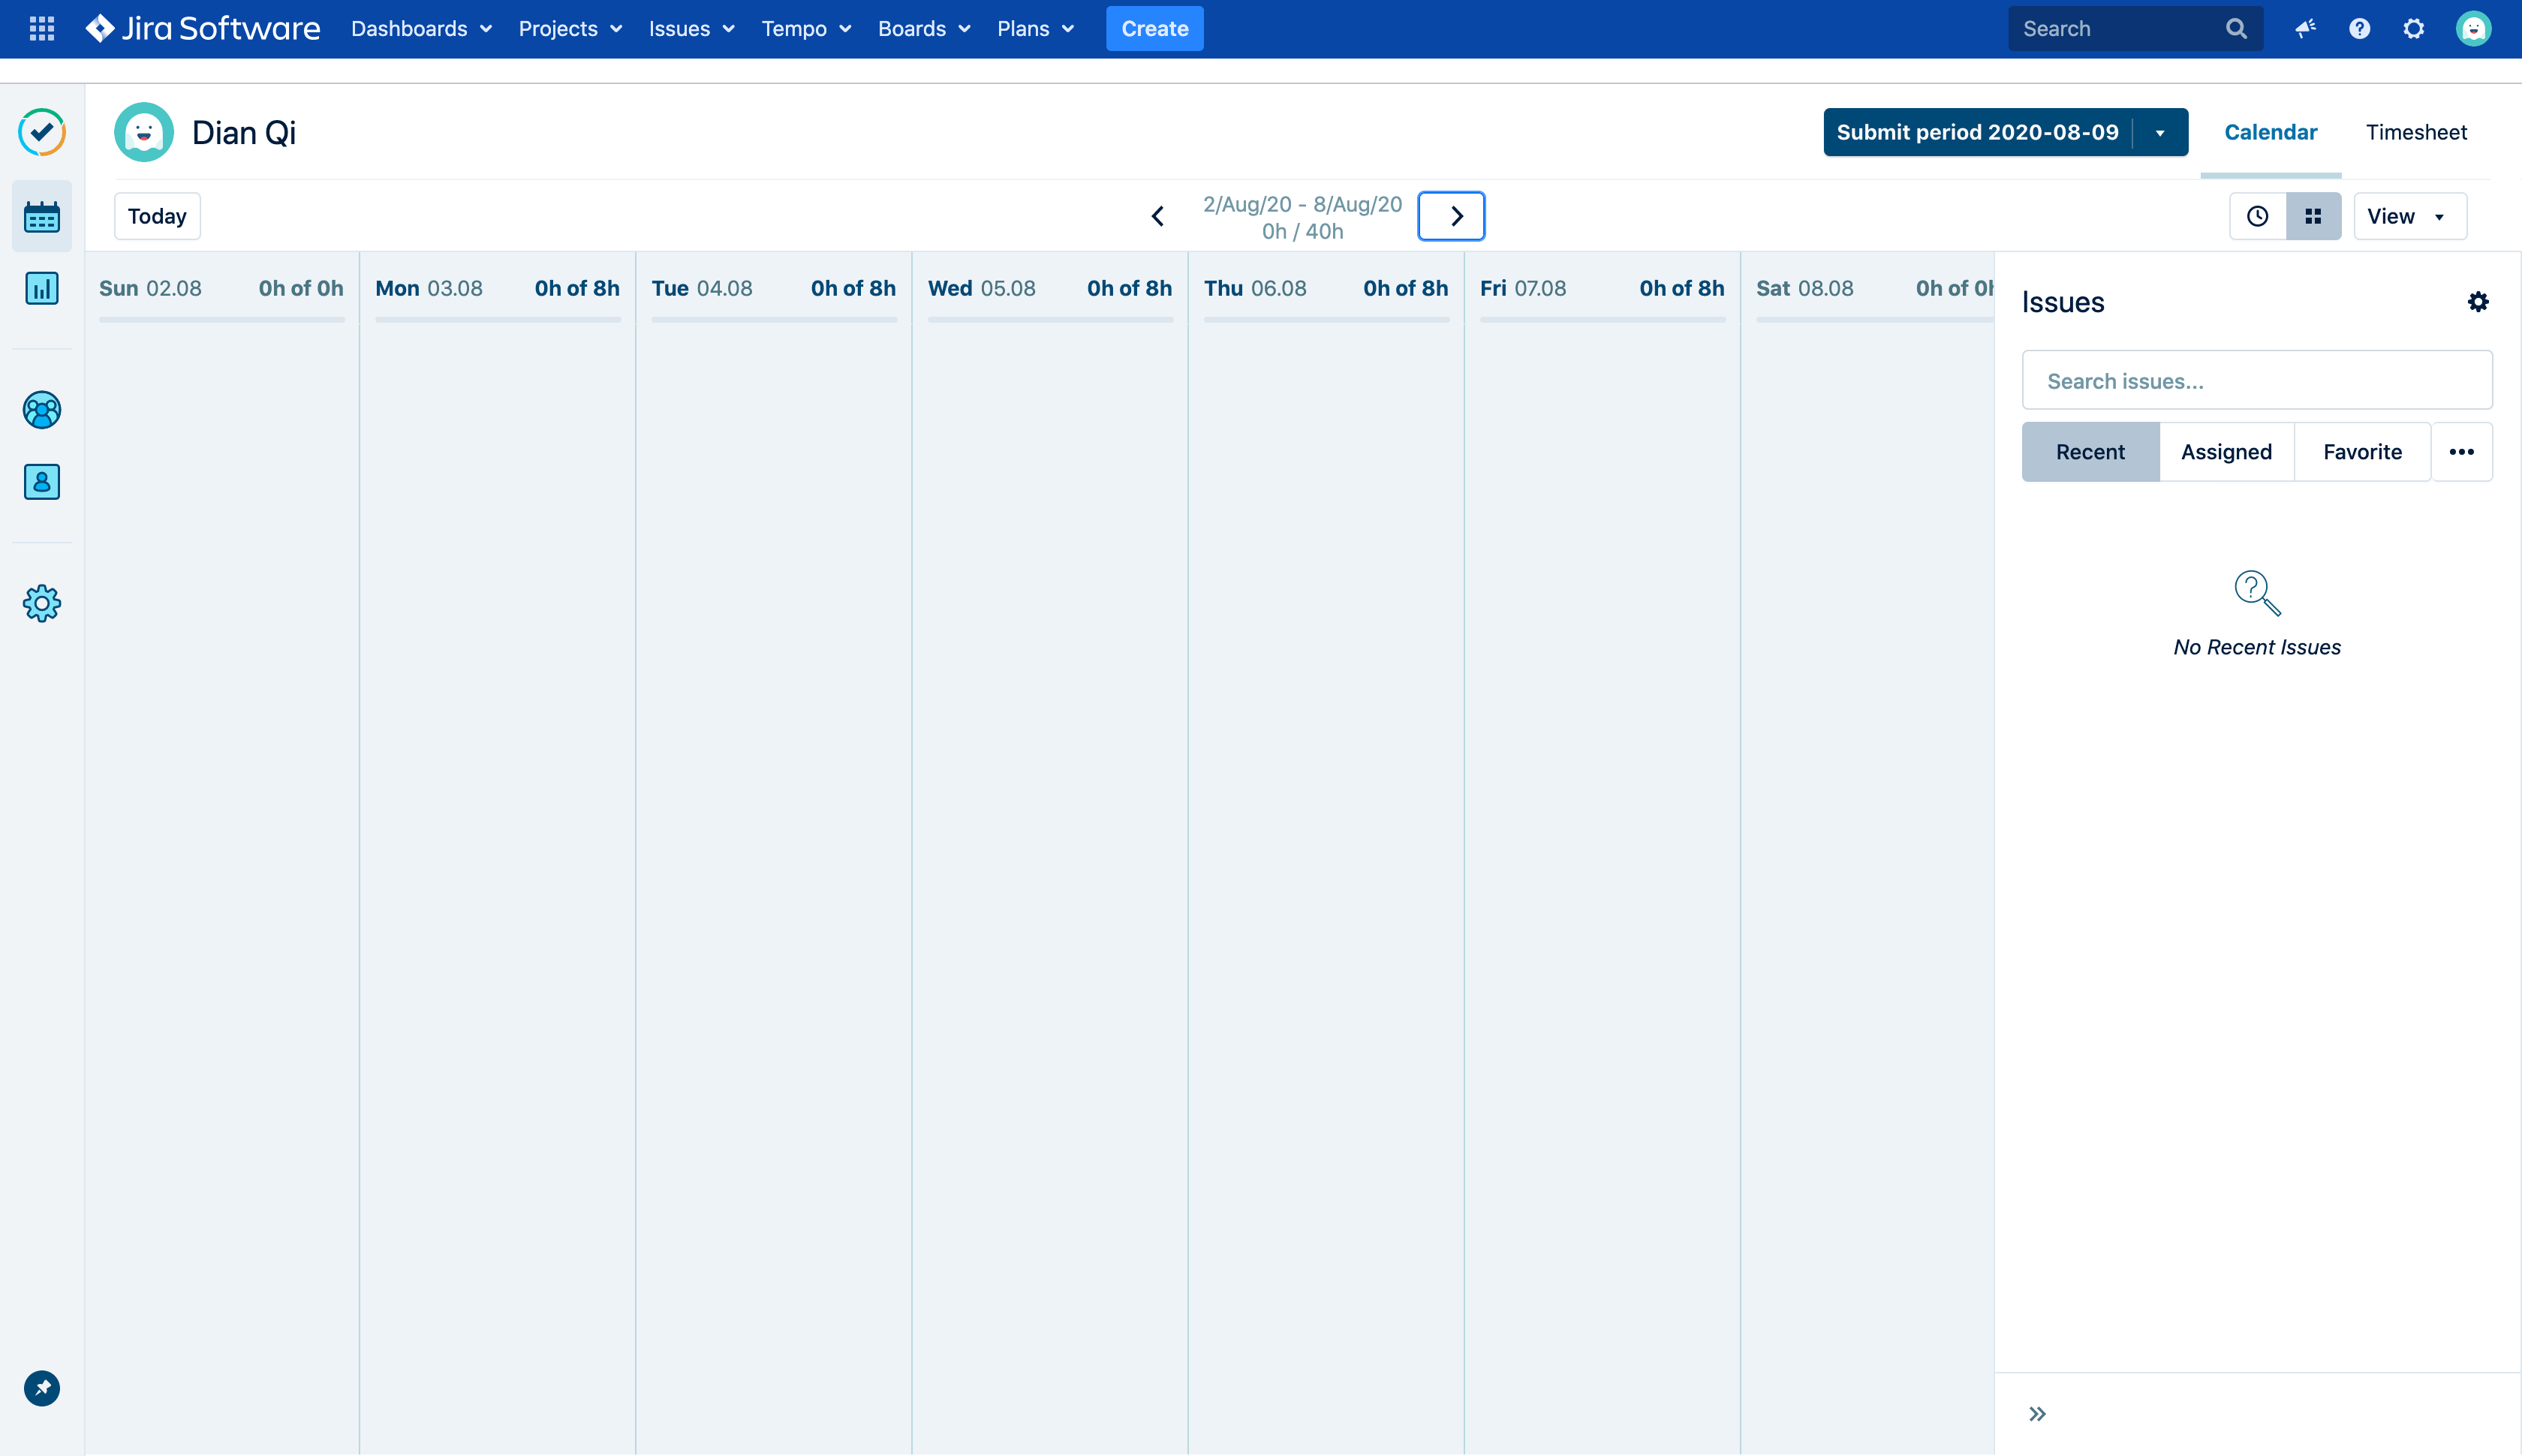 Jira Software Dashboards Projects Issues Tempo Boards Plans Create Search
Dian Qi
Submit period 2020-08-09
Calendar Timesheet
Today
2/Aug/20 - 8/Aug/20
0h / 40h
View
Sun 02.08 0h of 0h
Mon 03.08 0h of 8h
Tue 04.08 0h of 8h
Wed 05.08 0h of 8h
Thu 06.08 0h of 8h
Fri 07.08 0h of 8h
Sat 08.08 0h of 0h
Issues
Search issues...
Recent Assigned Favorite
No Recent Issues